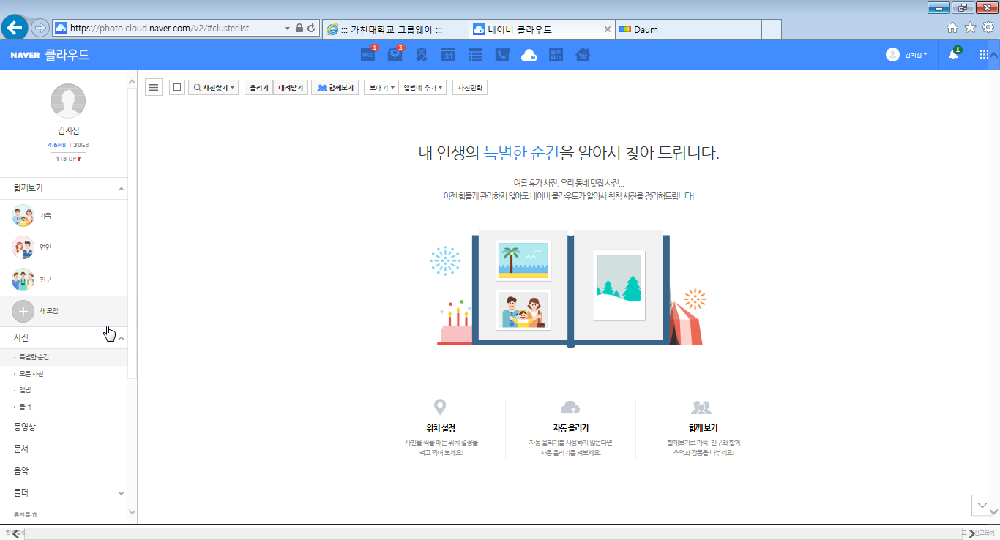 https://photo.cloud.naver.com/v2/#clusterlist
::: 가천대학교 그룹웨어 :::
네이버 클라우드
Daum
NAVER 클라우드
me 1
3
31
W
김지심
1
사진찾기
올리기
내려받기
함께보기
보내기
앨범에 추가
사진인화
김지심
4.6MB | 30GB
1TB UP
함께보기
가족
연인
친구
새 모임
사진
특별한 순간
모든 사진
앨범
폴더
동영상
문서
음악
폴더
휴지통
내 인생의 특별한 순간을 알아서 찾아 드립니다.
여름 휴가 사진, 우리 동네 맛집 사진...
이젠 힘들게 관리하지 않아도 네이버 클라우드가 알아서 척척 사진을 정리해드립니다!
위치 설정
사진을 찍을 때는 위치 설정을
켜고 찍어 보세요!
자동 올리기
자동 올리기를 사용하지 않는다면
자동 올리기를 켜보세요.
함께 보기
함께보기로 가족, 친구와 함께
추억과 감동을 나누세요!
신고하기